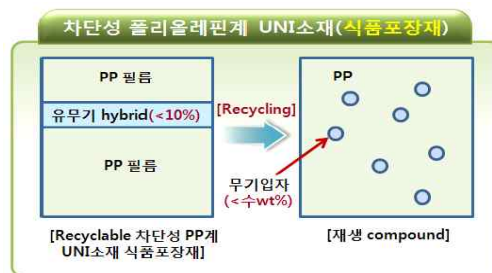 차단성 폴리올레핀계 UNI소재(식품포장재)
PP 필름
유무기 hybrid(<10%)
PP 필름
[Recycling]
PP
무기입자
(<수wt%)
[Recyclable 차단성 PP계
UNI소재 식품포장재]
[재생 compound]